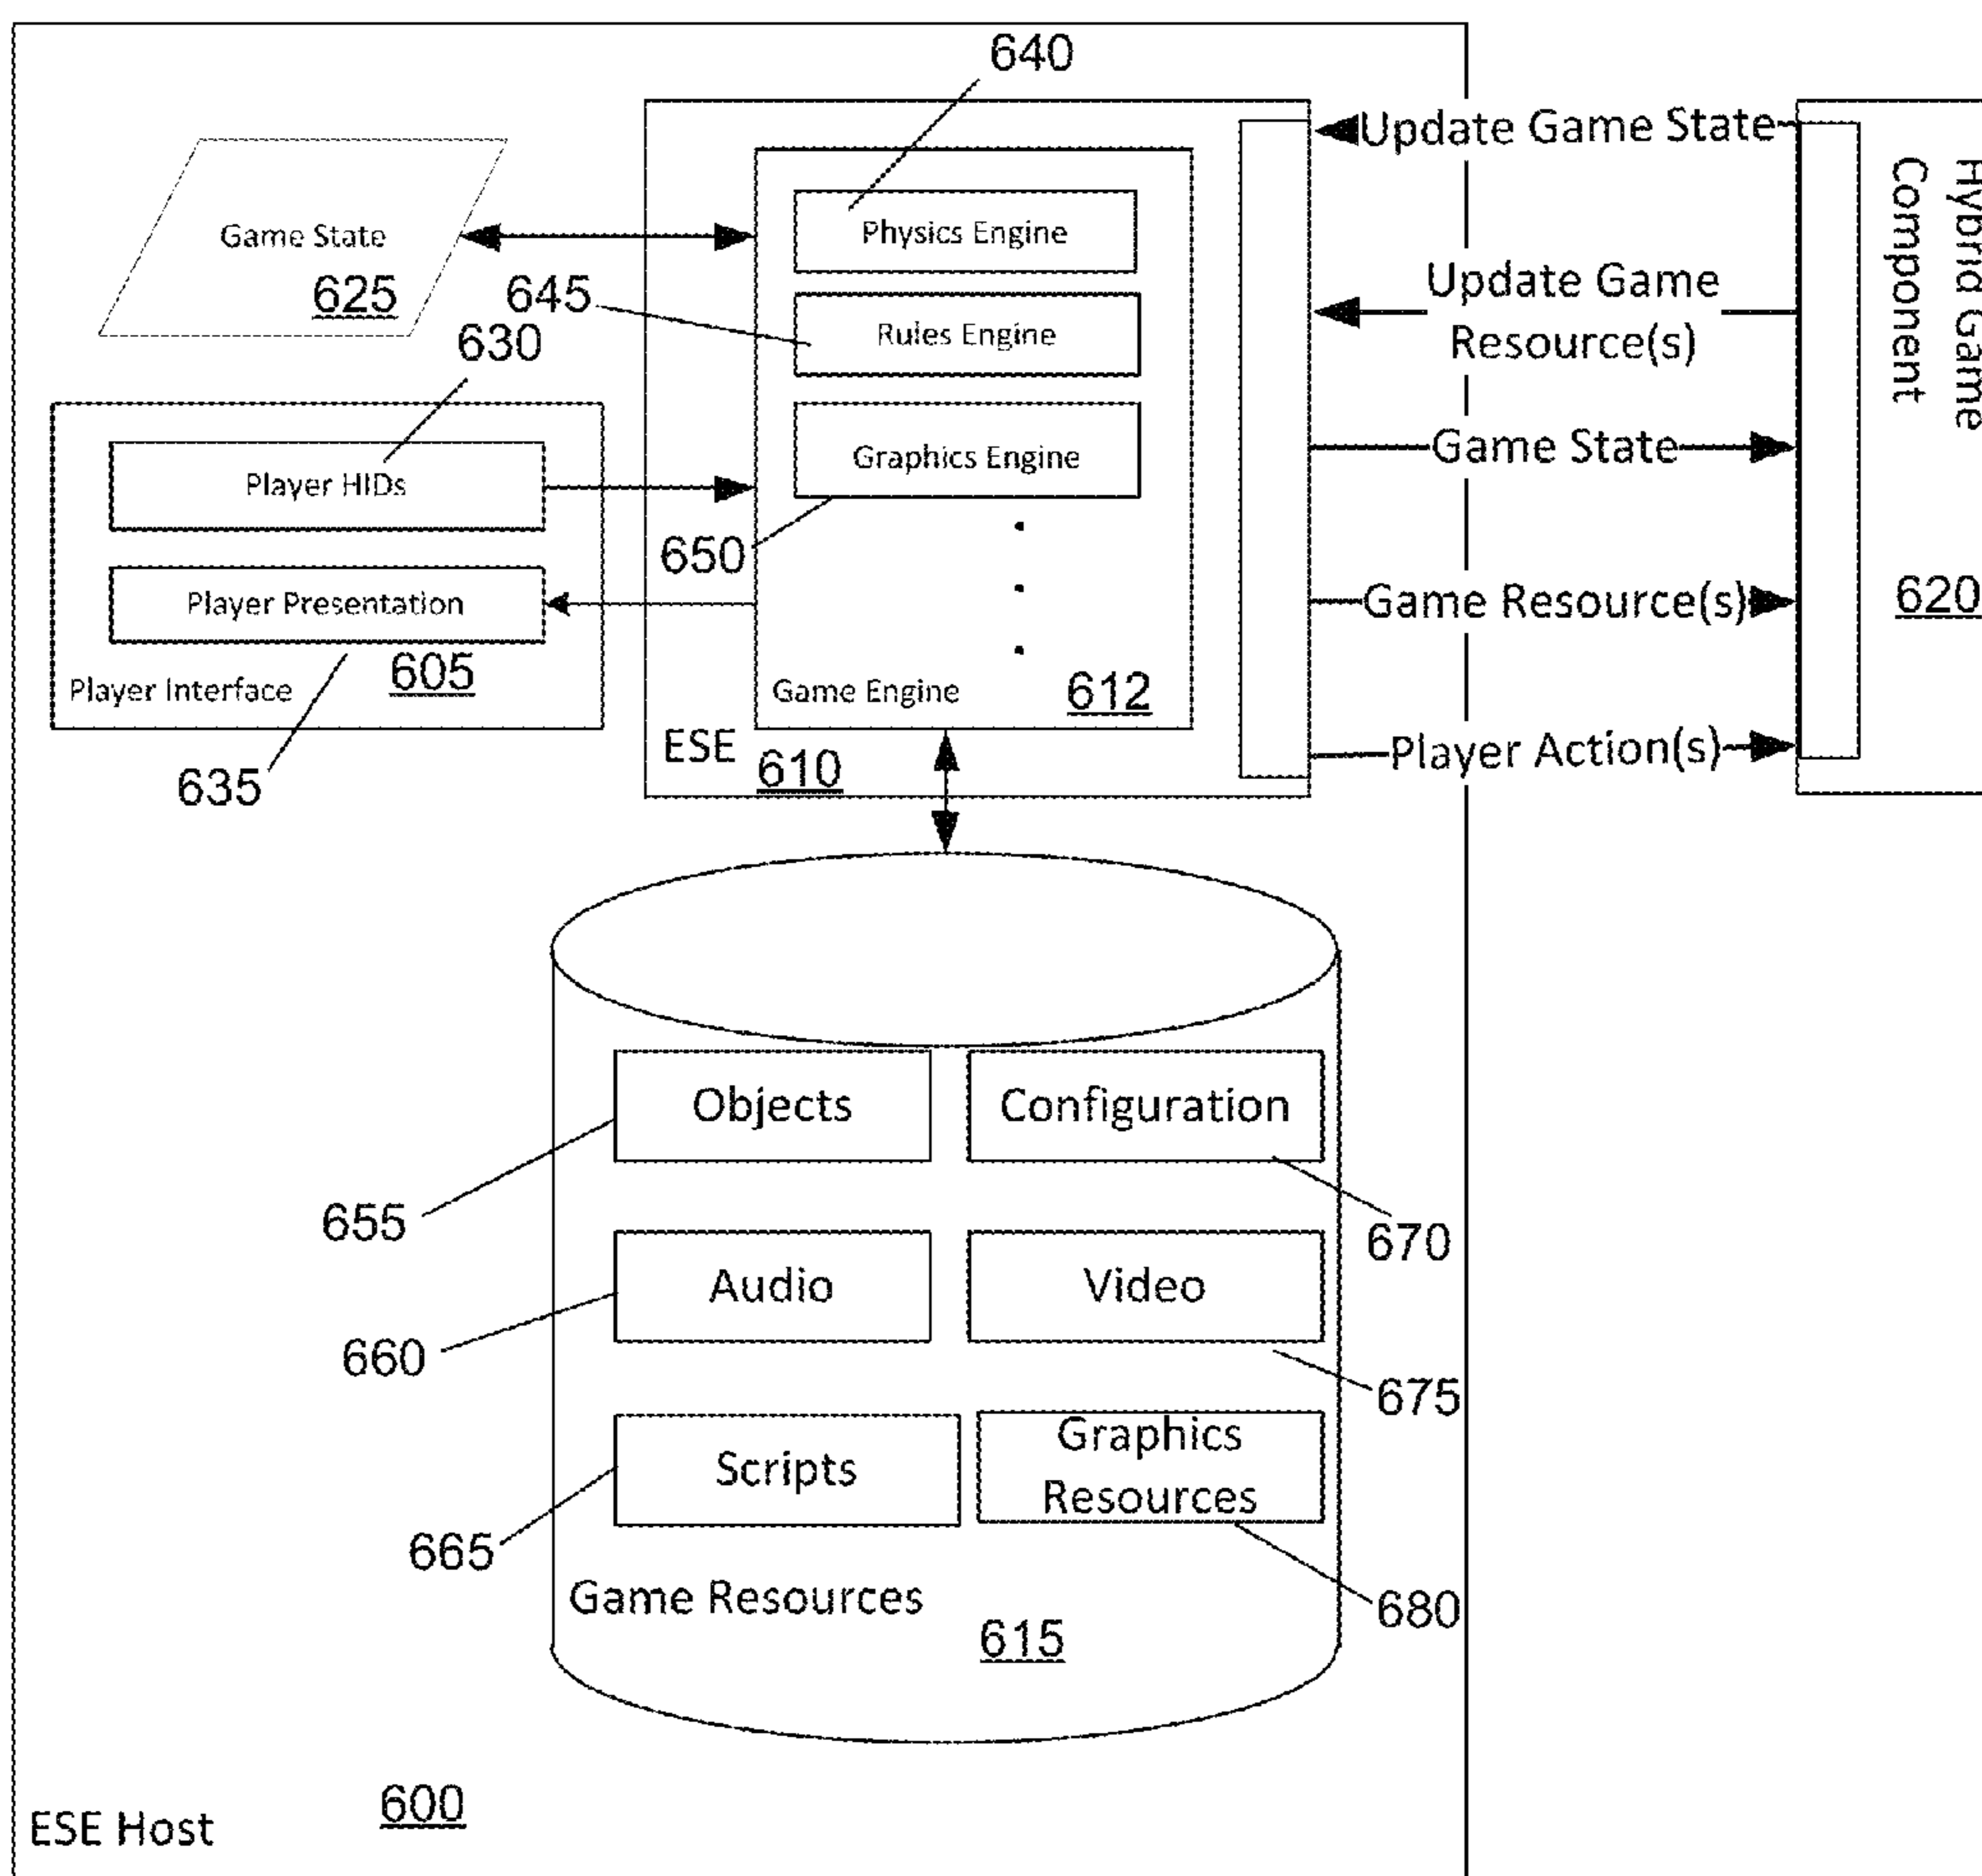 640
Update Game State
Hybrid Game
Component
Game State
625
Physics Engine
645
Rules Engine
Update Game
Resource(s)
630
Graphics Engine
Game State
Player HIDs
650
Game Resource(s)
620
Player Presentation
605
Player Interface
Game Engine
612
635
ESE
610
Player Action(s)
Objects
Configuration
655
670
Audio
Video
660
675
Scripts
Graphics
Resources
665
680
Game Resources
615
600
ESE Host